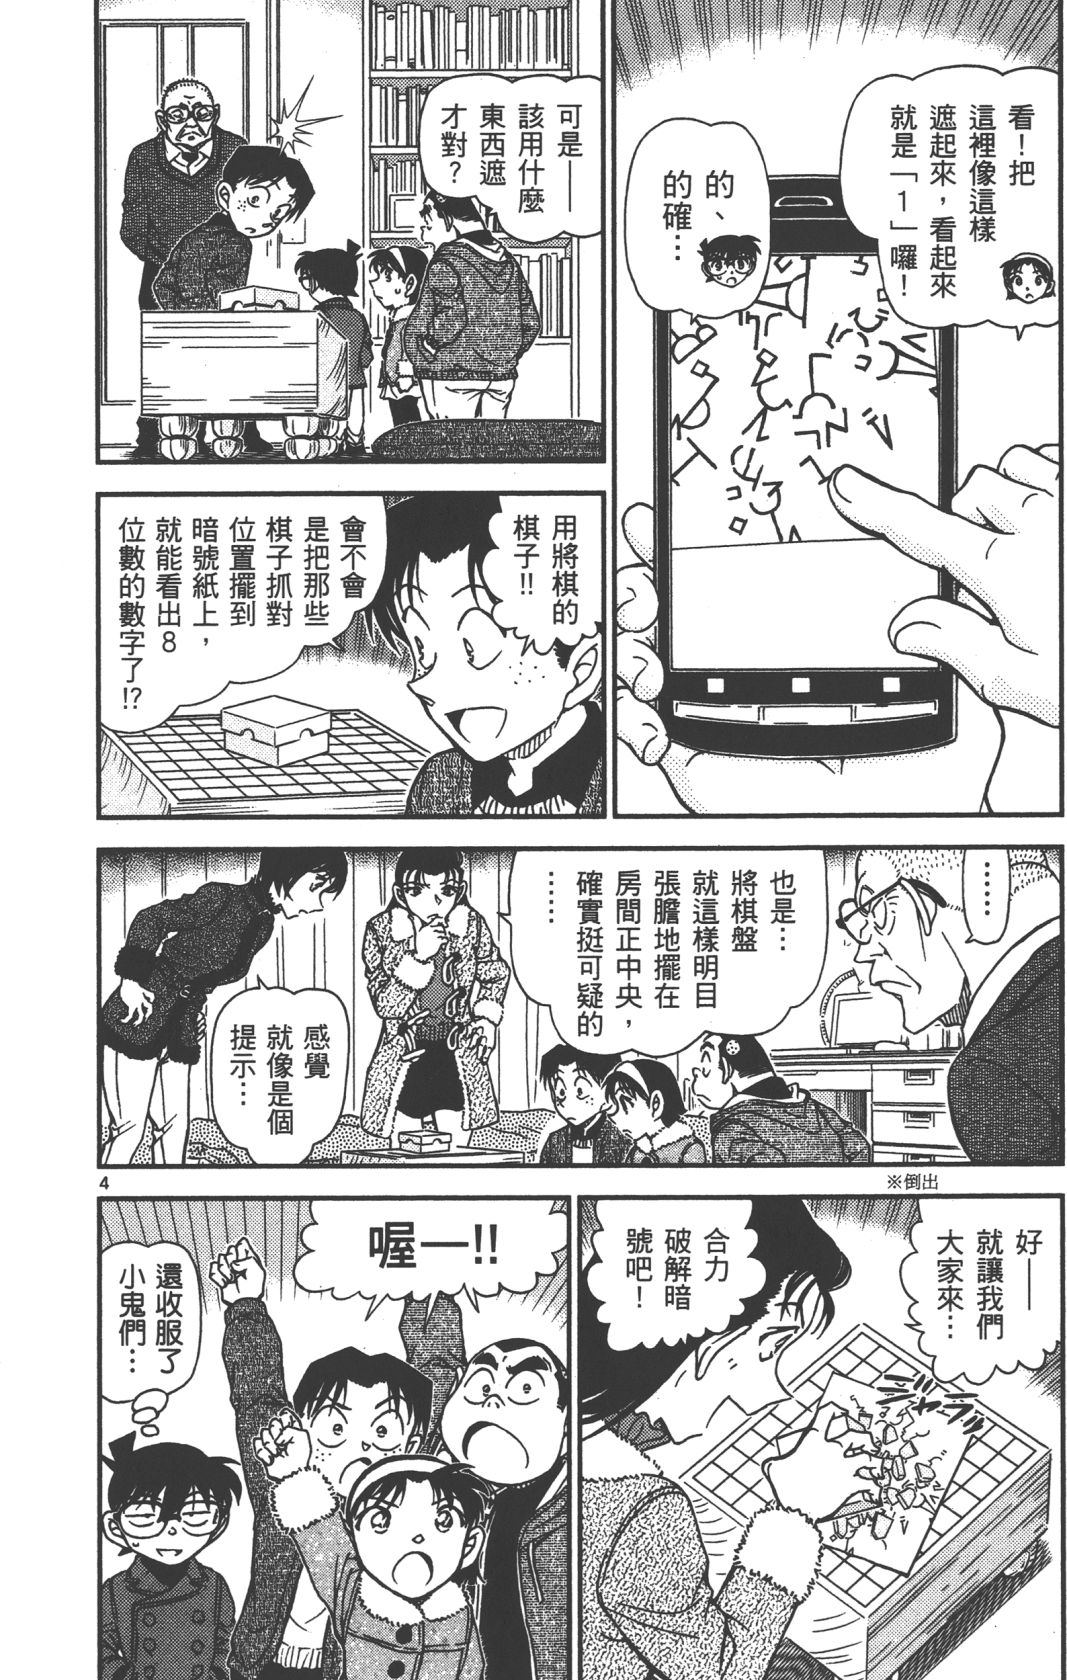 看！把
這裡像這樣
遮起來，看起來
就是「1」囉！
的、
的確…
可是——
該用什麼
東西遮
才對？
用將棋的
棋子!!
會不會
是把那些
棋子抓對
位置擺到
暗號紙上，
就能看出8
位數的數字了!?
……
也是…
將棋盤
就這樣明目
張膽地擺在
房間正中央，
確實挺可疑的
……
感覺
就像是個
提示…
4
※倒出
好——
就讓我們
大家來…
合力
破解暗
號吧！
喔—!!
還收服了
小鬼們…